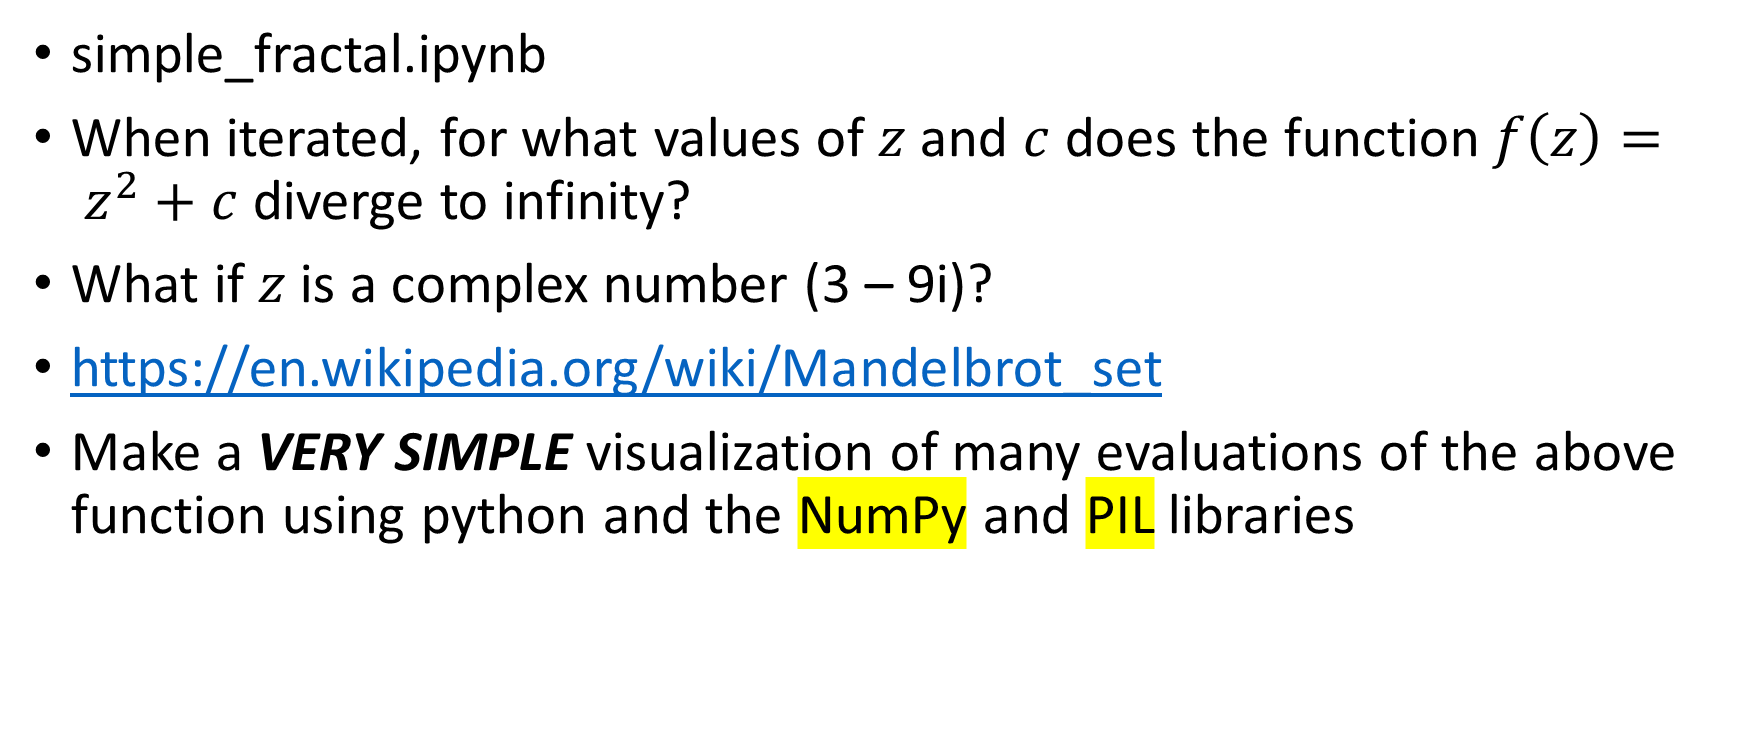 • simple_fractal.ipynb
• When iterated, for what values of z and c does the function f(z) =
z² + c diverge to infinity?
• What if z is a complex number (3 – 9i)?
• https://en.wikipedia.org/wiki/Mandelbrot_set
• Make a VERY SIMPLE visualization of many evaluations of the above
function using python and the NumPy and PIL libraries